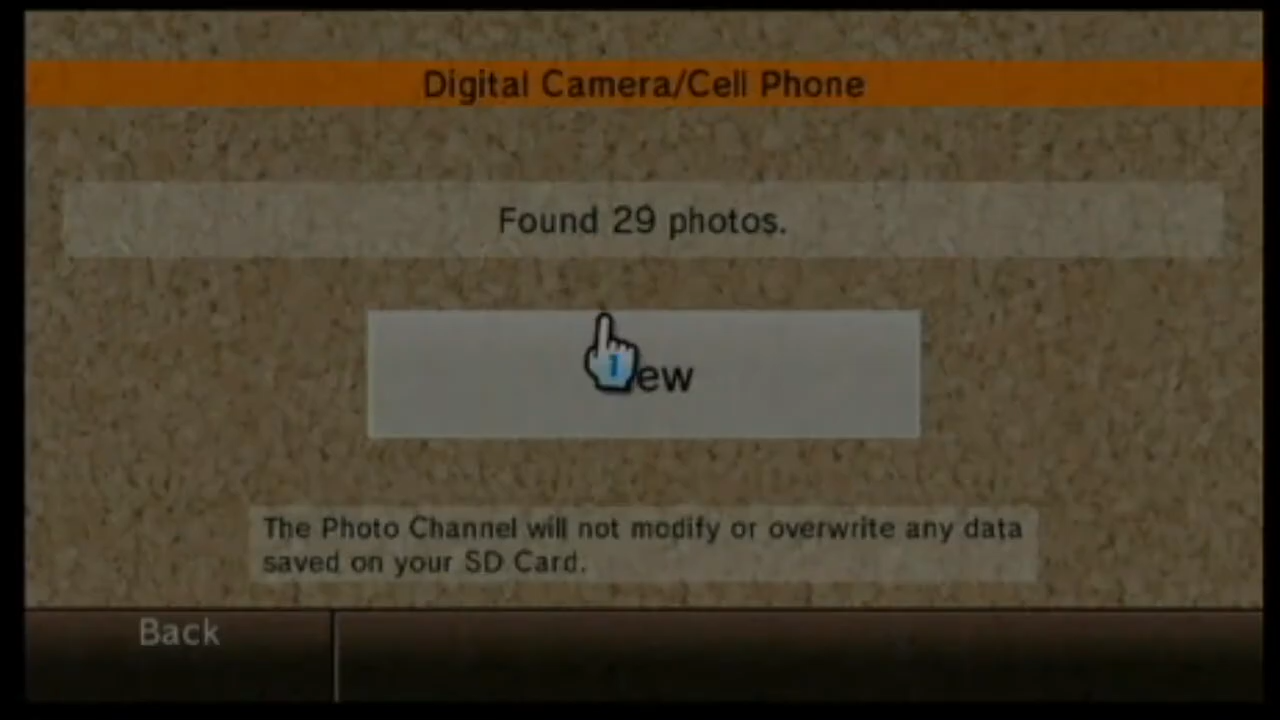 Digital Camera/Cell Phone
Found 29 photos.
1
ew
The Photo Channel will not modify or overwrite any data
saved on your SD Card.
Back